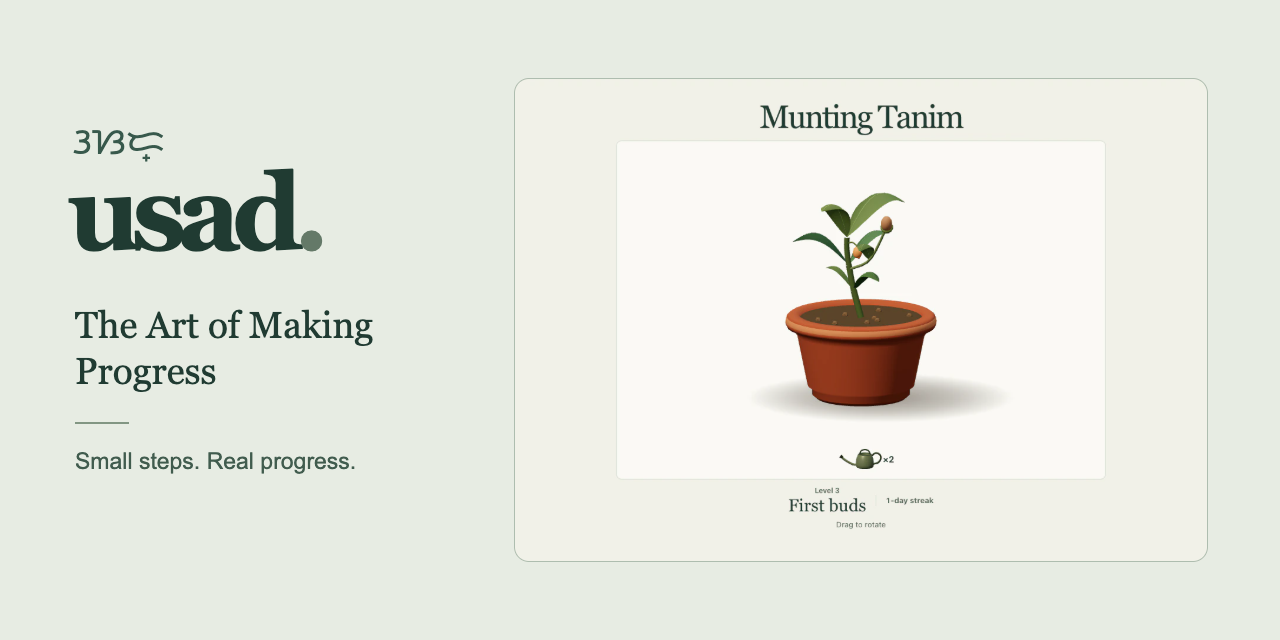 ᜂᜐᜇ᜔
usad.
The Art of Making
Progress
Small steps. Real progress.
Munting Tanim
×2
Level 3
First buds
1-day streak
Drag to rotate